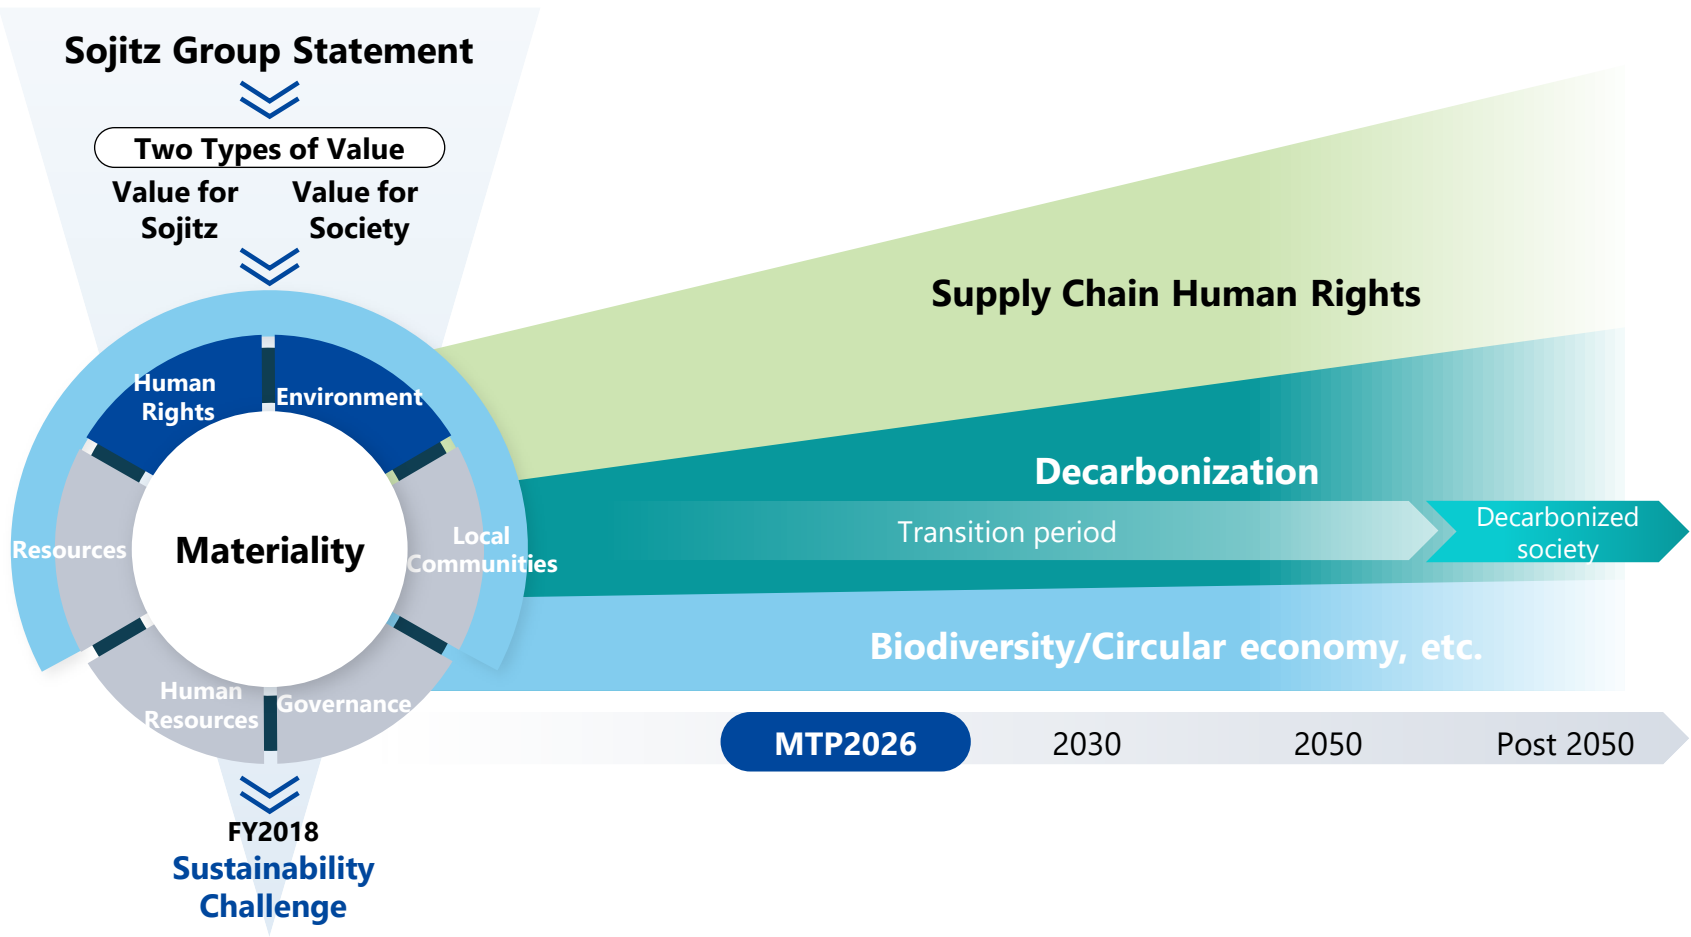 Sojitz Group Statement
Two Types of Value
Value for
Sojitz
Value for
Society
Human
Rights
Environment
Resources
Materiality
Local
Communities
Human
Resources
Governance
FY2018
Sustainability
Challenge
Supply Chain Human Rights
Decarbonization
Transition period
Decarbonized
society
Biodiversity/Circular economy, etc.
MTP2026
2030
2050
Post 2050